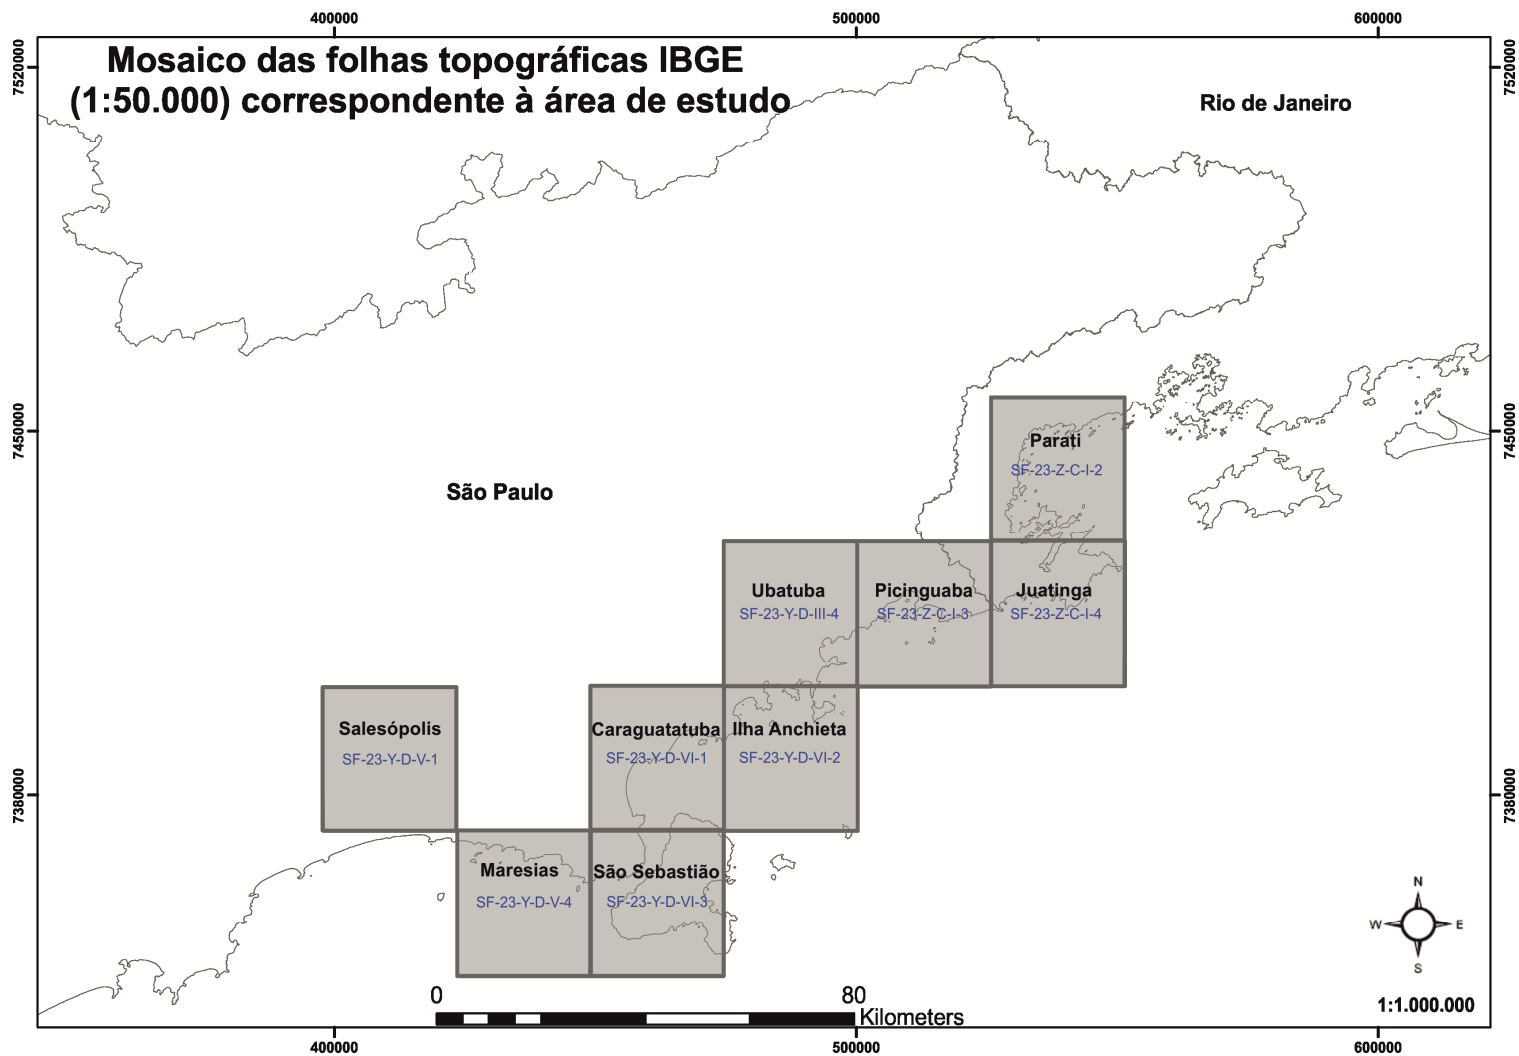 400000
500000
600000
Mosaico das folhas topográficas IBGE
(1:50.000) correspondente à área de estudo
7520000
7520000
Rio de Janeiro
7450000
7450000
Parati
SF-23-Z-C-I-2
São Paulo
Ubatuba
SF-23-Y-D-III-4
Picinguaba
SF-23-Z-C-I-3
Juatinga
SF-23-Z-C-I-4
Salesópolis
SF-23-Y-D-V-1
Caraguatatuba
SF-23-Y-D-VI-1
Ilha Anchieta
SF-23-Y-D-VI-2
7380000
7380000
Maresias
SF-23-Y-D-V-4
São Sebastião
SF-23-Y-D-VI-3
N
W
E
S
0
80
Kilometers
1:1.000.000
400000
500000
600000